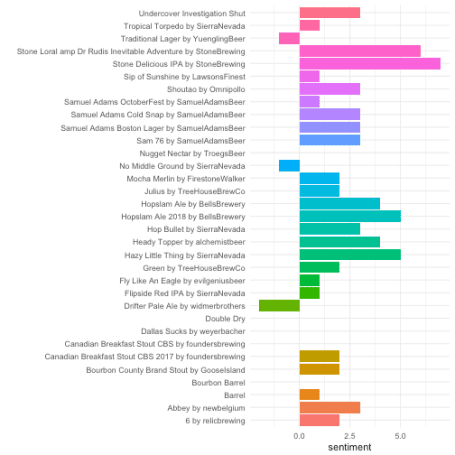 Undercover Investigation Shut
Tropical Torpedo by SierraNevada
Traditional Lager by YuenglingBeer
Stone Loral amp Dr Rudis Inevitable Adventure by StoneBrewing
Stone Delicious IPA by StoneBrewing
Sip of Sunshine by LawsonsFinest
Shoutao by Omnipollo
Samuel Adams OctoberFest by SamuelAdamsBeer
Samuel Adams Cold Snap by SamuelAdamsBeer
Samuel Adams Boston Lager by SamuelAdamsBeer
Sam 76 by SamuelAdamsBeer
Nugget Nectar by TroegsBeer
No Middle Ground by SierraNevada
Mocha Merlin by FirestoneWalker
Julius by TreeHouseBrewCo
Hopslam Ale by BellsBrewery
Hopslam Ale 2018 by BellsBrewery
Hop Bullet by SierraNevada
Heady Topper by alchemistbeer
Hazy Little Thing by SierraNevada
Green by TreeHouseBrewCo
Fly Like An Eagle by evilgeniusbeer
Flipside Red IPA by SierraNevada
Drifter Pale Ale by widmerbrothers
Double Dry
Dallas Sucks by weyerbacher
Canadian Breakfast Stout CBS by foundersbrewing
Canadian Breakfast Stout CBS 2017 by foundersbrewing
Bourbon County Brand Stout by GooseIsland
Bourbon Barrel
Barrel
Abbey by newbelgium
6 by relicbrewing
0.0 2.5 5.0
sentiment